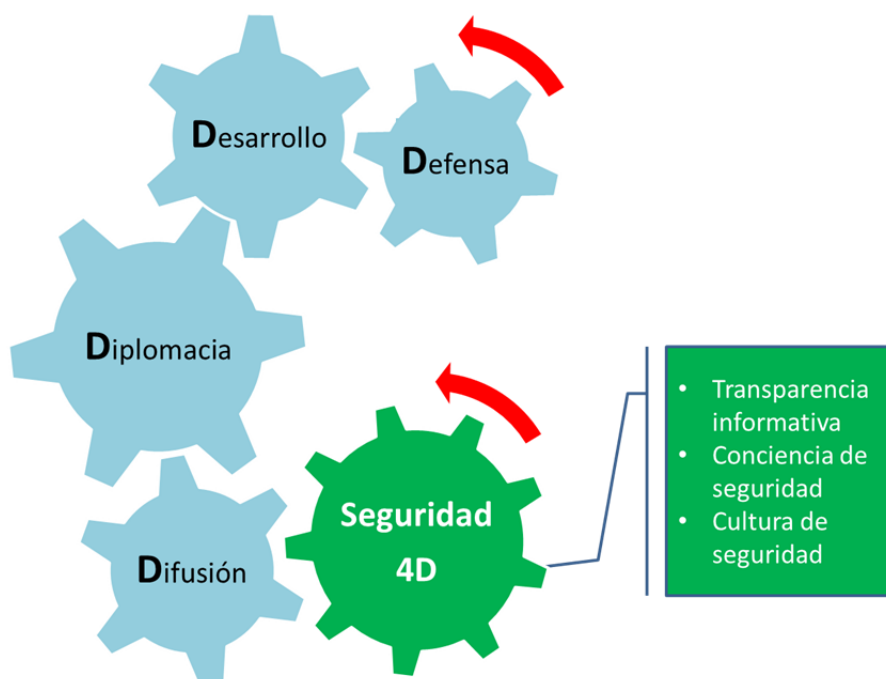 Desarrollo
Defensa
Diplomacia
Difusión
Seguridad
4D
• Transparencia
informativa
• Conciencia de
seguridad
• Cultura de
seguridad